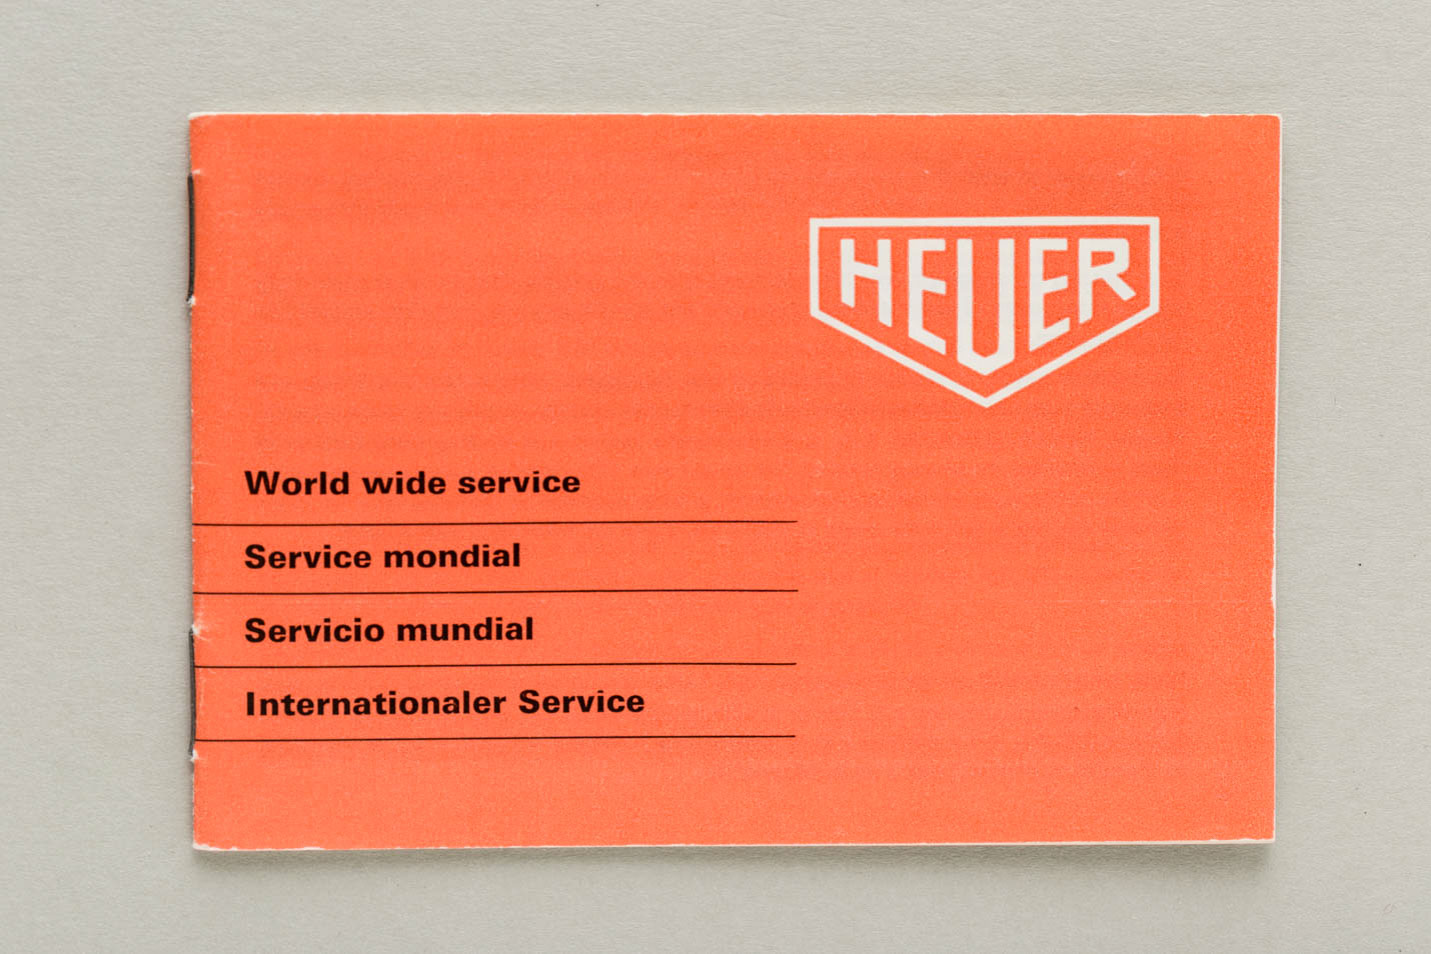 HEUER
World wide service
Service mondial
Servicio mundial
Internationaler Service